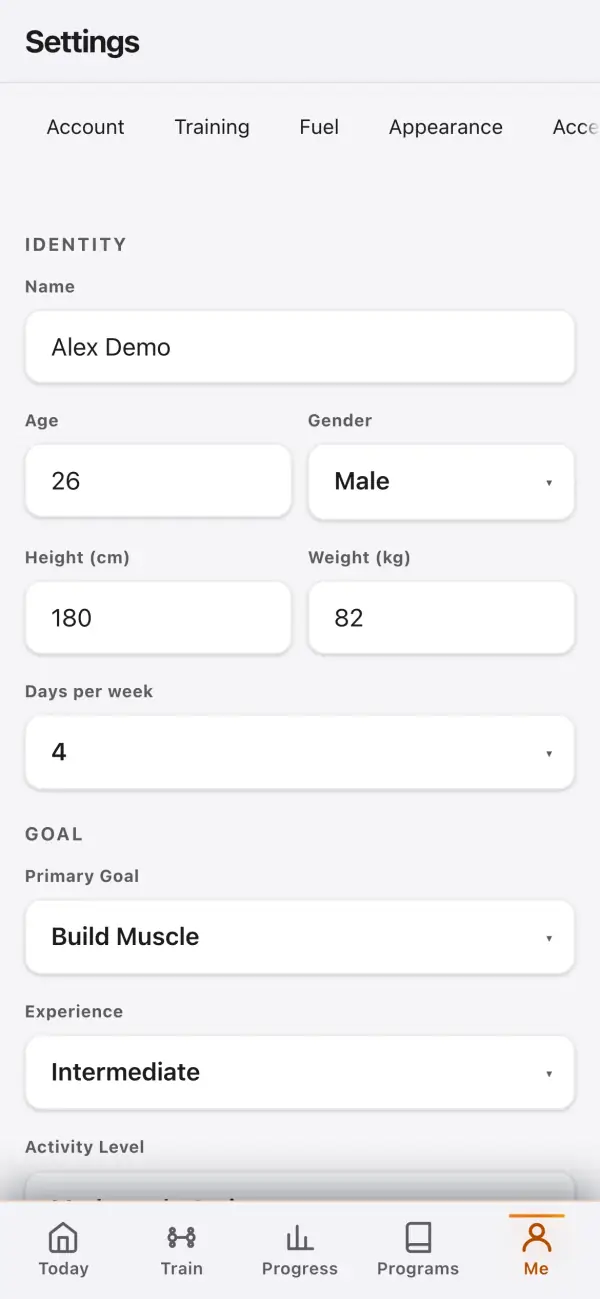 Settings
Account Training Fuel Appearance Acce
IDENTITY
Name
Alex Demo
Age Gender
26 Male
Height (cm) Weight (kg)
180 82
Days per week
4
GOAL
Primary Goal
Build Muscle
Experience
Intermediate
Activity Level
Today Train Progress Programs Me